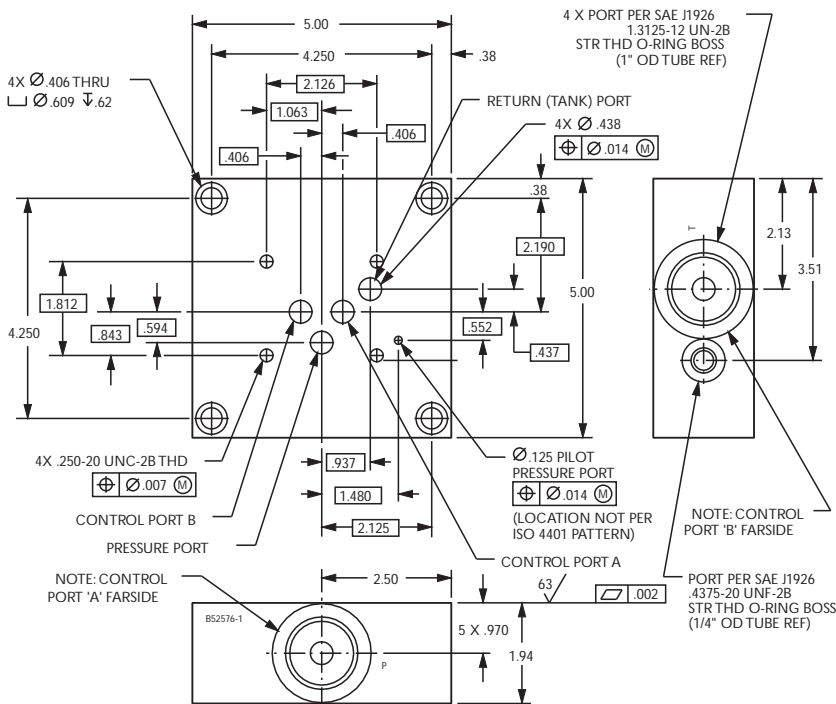 5.00
4.250
.38
4 X PORT PER SAE J1926
1.3125-12 UN-2B
STR THD O-RING BOSS
(1" OD TUBE REF)
4X Ø.406 THRU
⌴ Ø.609 ↧.62
2.126
1.063
.406
.406
RETURN (TANK) PORT
4X Ø .438
⌖ Ø.014 Ⓜ
.38
2.190
5.00
T
2.13
3.51
1.812
4.250
.843
.594
.552
.437
4X .250-20 UNC-2B THD
⌖ Ø.007 Ⓜ
CONTROL PORT B
PRESSURE PORT
.937
1.480
2.125
Ø.125 PILOT
PRESSURE PORT
⌖ Ø.014 Ⓜ
(LOCATION NOT PER
ISO 4401 PATTERN)
CONTROL PORT A
NOTE: CONTROL
PORT 'B' FARSIDE
NOTE: CONTROL
PORT 'A' FARSIDE
2.50
63
⏥ .002
PORT PER SAE J1926
.4375-20 UNF-2B
STR THD O-RING BOSS
(1/4" OD TUBE REF)
B52576-1
P
5 X .970
1.94